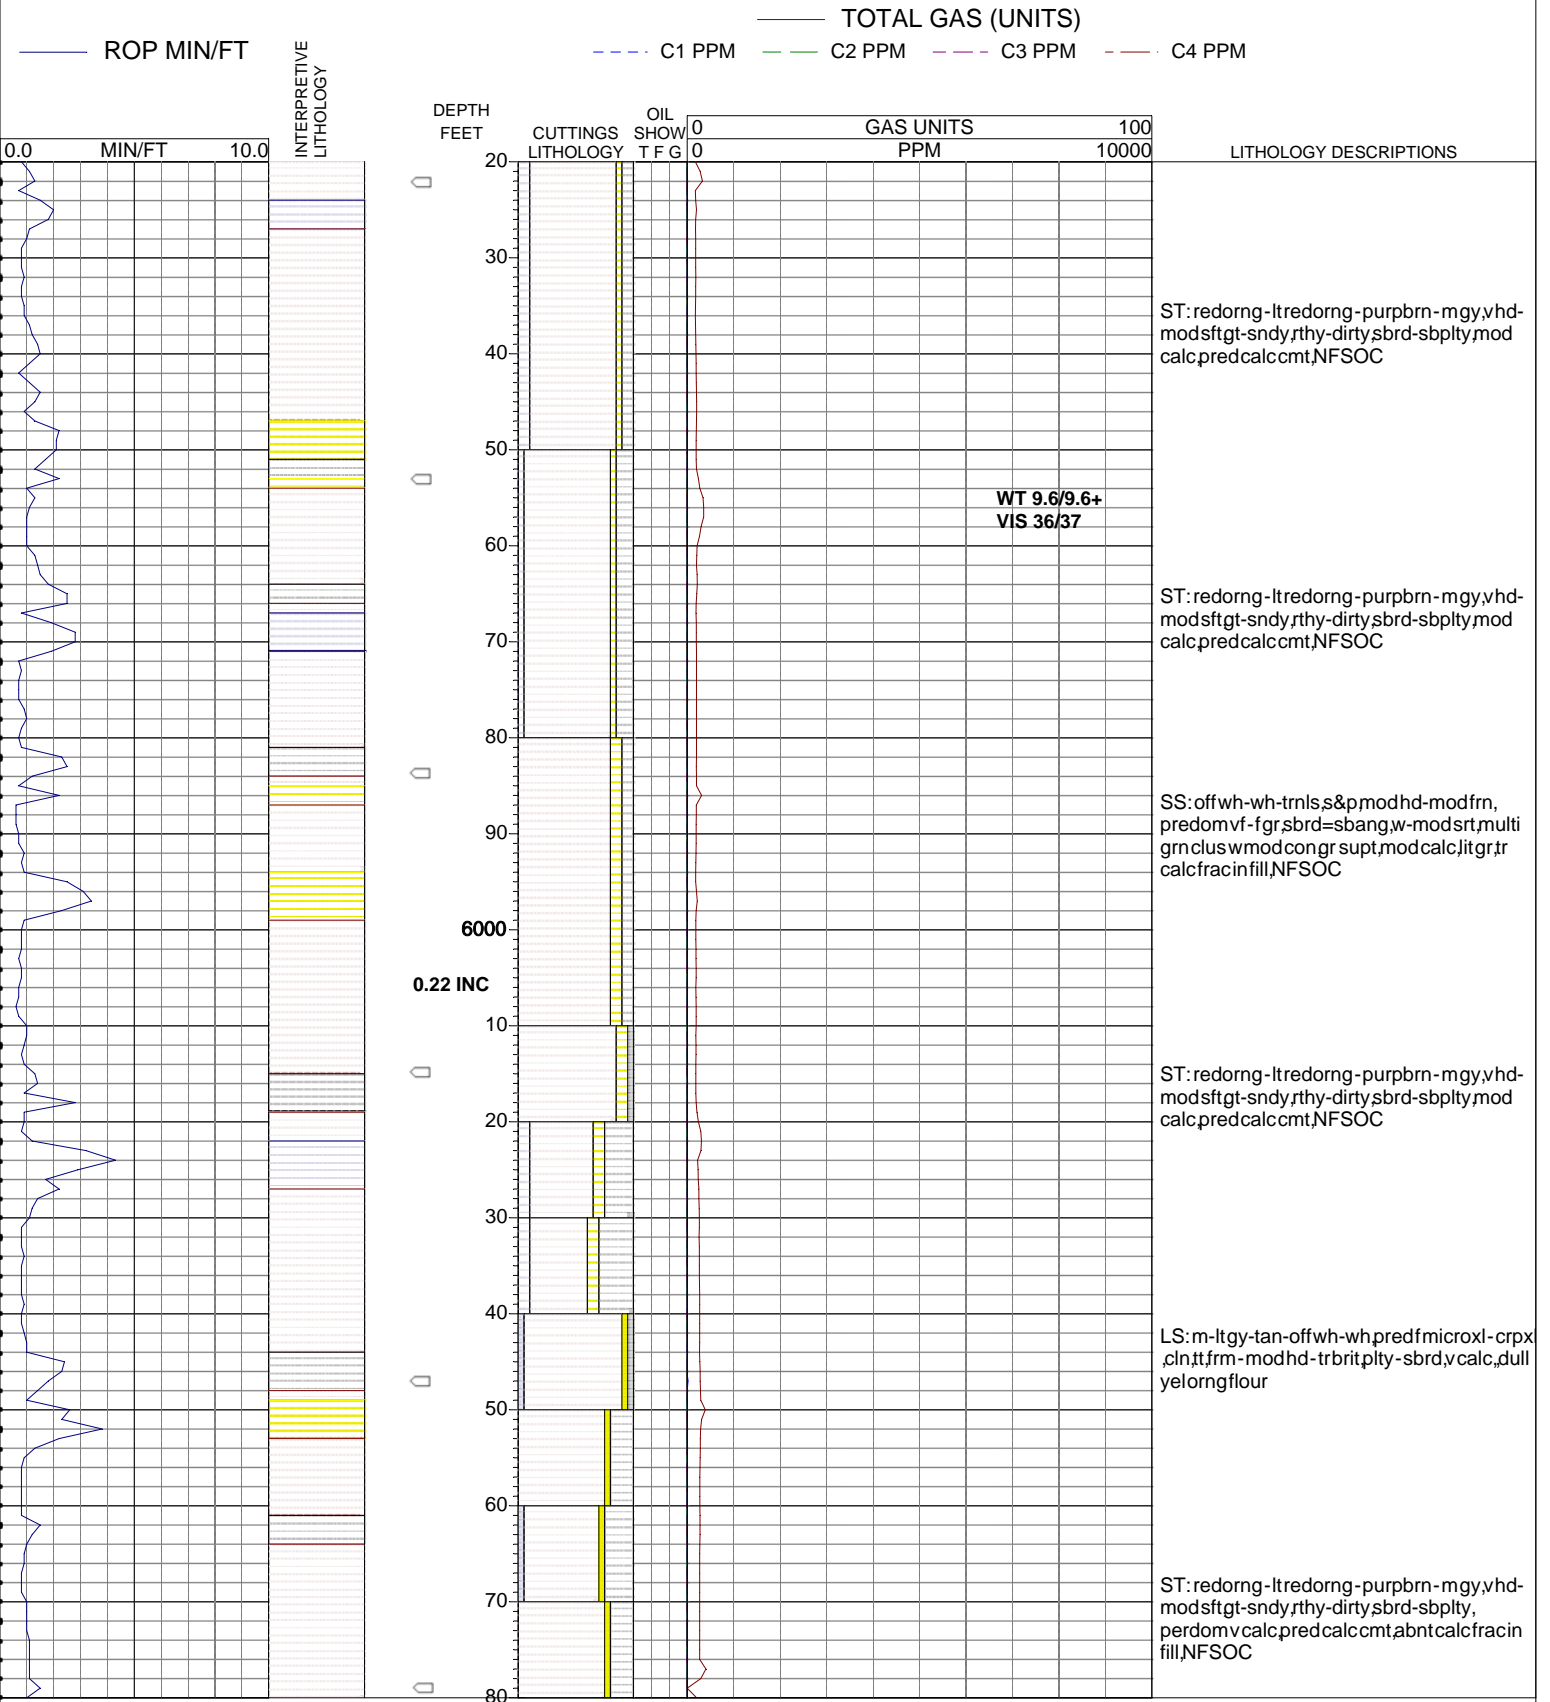 TOTAL GAS (UNITS)
ROP MIN/FT
C1 PPM
C2 PPM
C3 PPM
C4 PPM
INTERPRETIVE
LITHOLOGY
DEPTH
FEET
CUTTINGS
LITHOLOGY
OIL
SHOW
T F G
0 GAS UNITS 100
0.0 MIN/FT 10.0
0 PPM 10000
LITHOLOGY DESCRIPTIONS
20
30
ST:redorng-ltredorng-purpbrn-mgy,vhd-
modsftgt-sndy,rthy-dirty,sbrd-sbplty,mod
calc,predcalccmt,NFSOC
40
50
WT 9.6/9.6+
VIS 36/37
60
ST:redorng-ltredorng-purpbrn-mgy,vhd-
modsftgt-sndy,rthy-dirty,sbrd-sbplty,mod
calc,predcalccmt,NFSOC
70
80
SS:offwh-wh-trnls,s&p,modhd-modfrn,
predomvf-fgr,sbrd=sbang,w-modsrt,multi
grncluswmodcongrsupt,modcalc,litgr,tr
calcfracinfill,NFSOC
90
6000
0.22 INC
10
ST:redorng-ltredorng-purpbrn-mgy,vhd-
modsftgt-sndy,rthy-dirty,sbrd-sbplty,mod
calc,predcalccmt,NFSOC
20
30
40
LS:m-ltgy-tan-offwh-wh,predfmicroxl-crpxl
,cln,tt,frm-modhd-trbrit,plty-sbrd,vcalc,,dull
yelorngflour
50
60
70
ST:redorng-ltredorng-purpbrn-mgy,vhd-
modsftgt-sndy,rthy-dirty,sbrd-sbplty,
perdomvcalc,predcalccmt,abntcalcfracin
fill,NFSOC
80